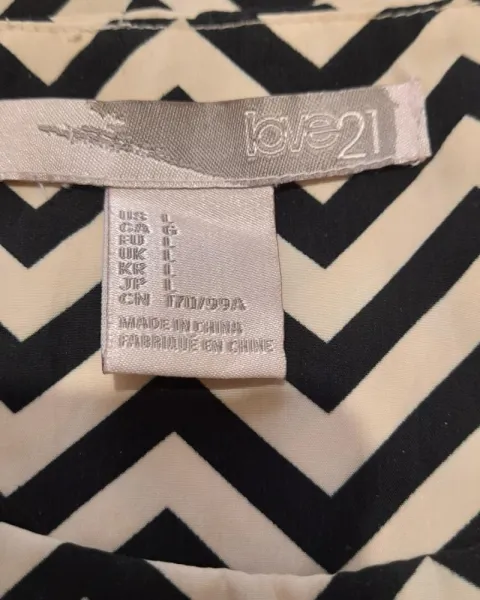 love21
US L
CA G
EU L
UK L
KR L
JP L
CN 170/99A
MADE IN CHINA
FABRIQUÉ EN CHINE